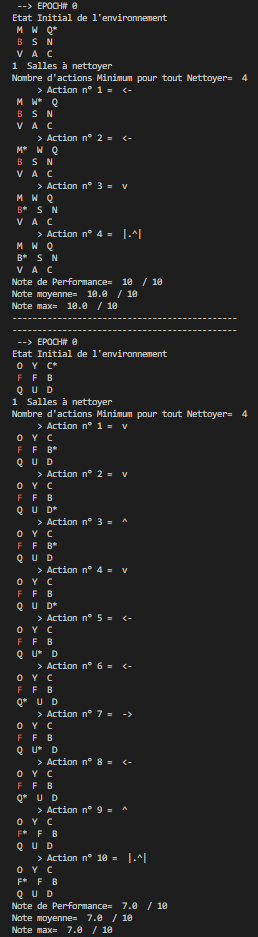 --> EPOCH# 0
Etat Initial de l'environnement
M W Q*
B S N
V A C
1 Salles à nettoyer
Nombre d'actions Minimum pour tout Nettoyer= 4
> Action n° 1 = <-
M W* Q
B S N
V A C
> Action n° 2 = <-
M* W Q
B S N
V A C
> Action n° 3 = v
M W Q
B* S N
V A C
> Action n° 4 = |.^|
M W Q
B* S N
V A C
Note de Performance= 10 / 10
Note moyenne= 10.0 / 10
Note max= 10.0 / 10
--------------------------------------------
--------------------------------------------
--> EPOCH# 0
Etat Initial de l'environnement
O Y C*
F F B
Q U D
1 Salles à nettoyer
Nombre d'actions Minimum pour tout Nettoyer= 4
> Action n° 1 = v
O Y C
F F B*
Q U D
> Action n° 2 = v
O Y C
F F B
Q U D*
> Action n° 3 = ^
O Y C
F F B*
Q U D
> Action n° 4 = v
O Y C
F F B
Q U D*
> Action n° 5 = <-
O Y C
F F B
Q U* D
> Action n° 6 = <-
O Y C
F F B
Q* U D
> Action n° 7 = ->
O Y C
F F B
Q U* D
> Action n° 8 = <-
O Y C
F F B
Q* U D
> Action n° 9 = ^
O Y C
F* F B
Q U D
> Action n° 10 = |.^|
O Y C
F* F B
Q U D
Note de Performance= 7.0 / 10
Note moyenne= 7.0 / 10
Note max= 7.0 / 10